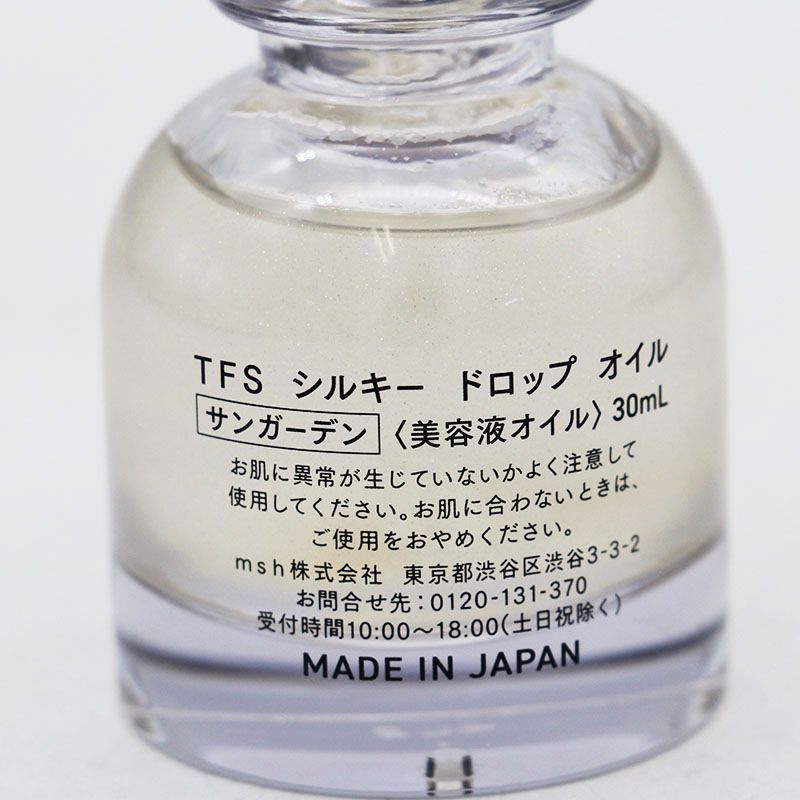 TFS シルキー ドロップ オイル
サンガーデン 〈美容液オイル〉 30mL
お肌に異常が生じていないかよく注意して
使用してください。お肌に合わないときは、
ご使用をおやめください。
msh株式会社 東京都渋谷区渋谷3-3-2
お問合せ先：0120-131-370
受付時間10:00〜18:00(土日祝除く)
MADE IN JAPAN